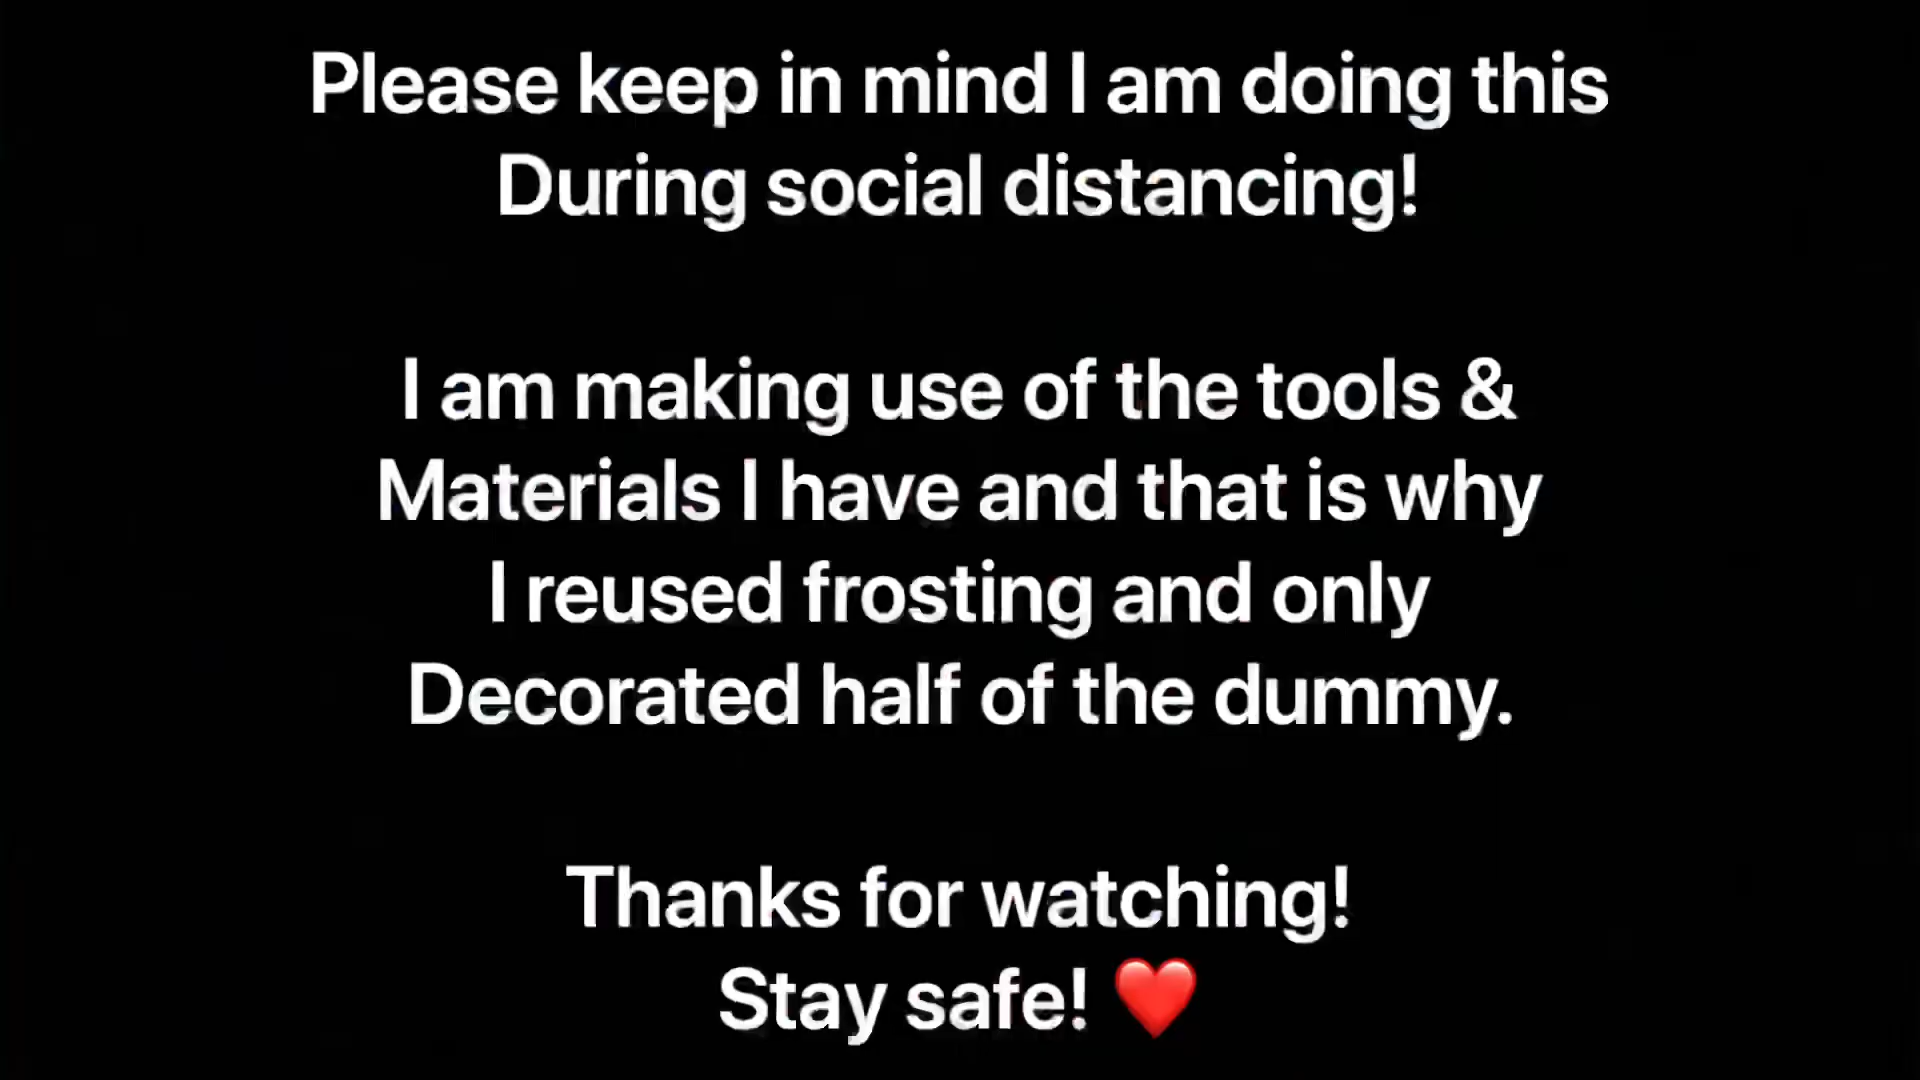 Please keep in mind I am doing this
During social distancing!
I am making use of the tools &
Materials I have and that is why
I reused frosting and only
Decorated half of the dummy.
Thanks for watching!
Stay safe! ❤️